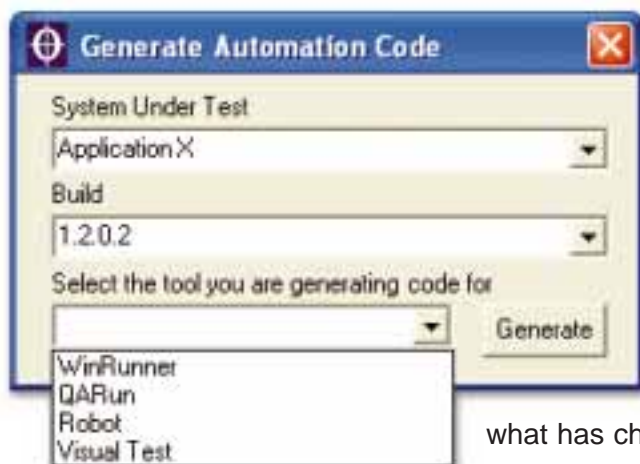 Generate Automation Code
System Under Test
Application X
Build
1.2.0.2
Select the tool you are generating code for
Generate
WinRunner
QARun
Robot
Visual Test
what has ch